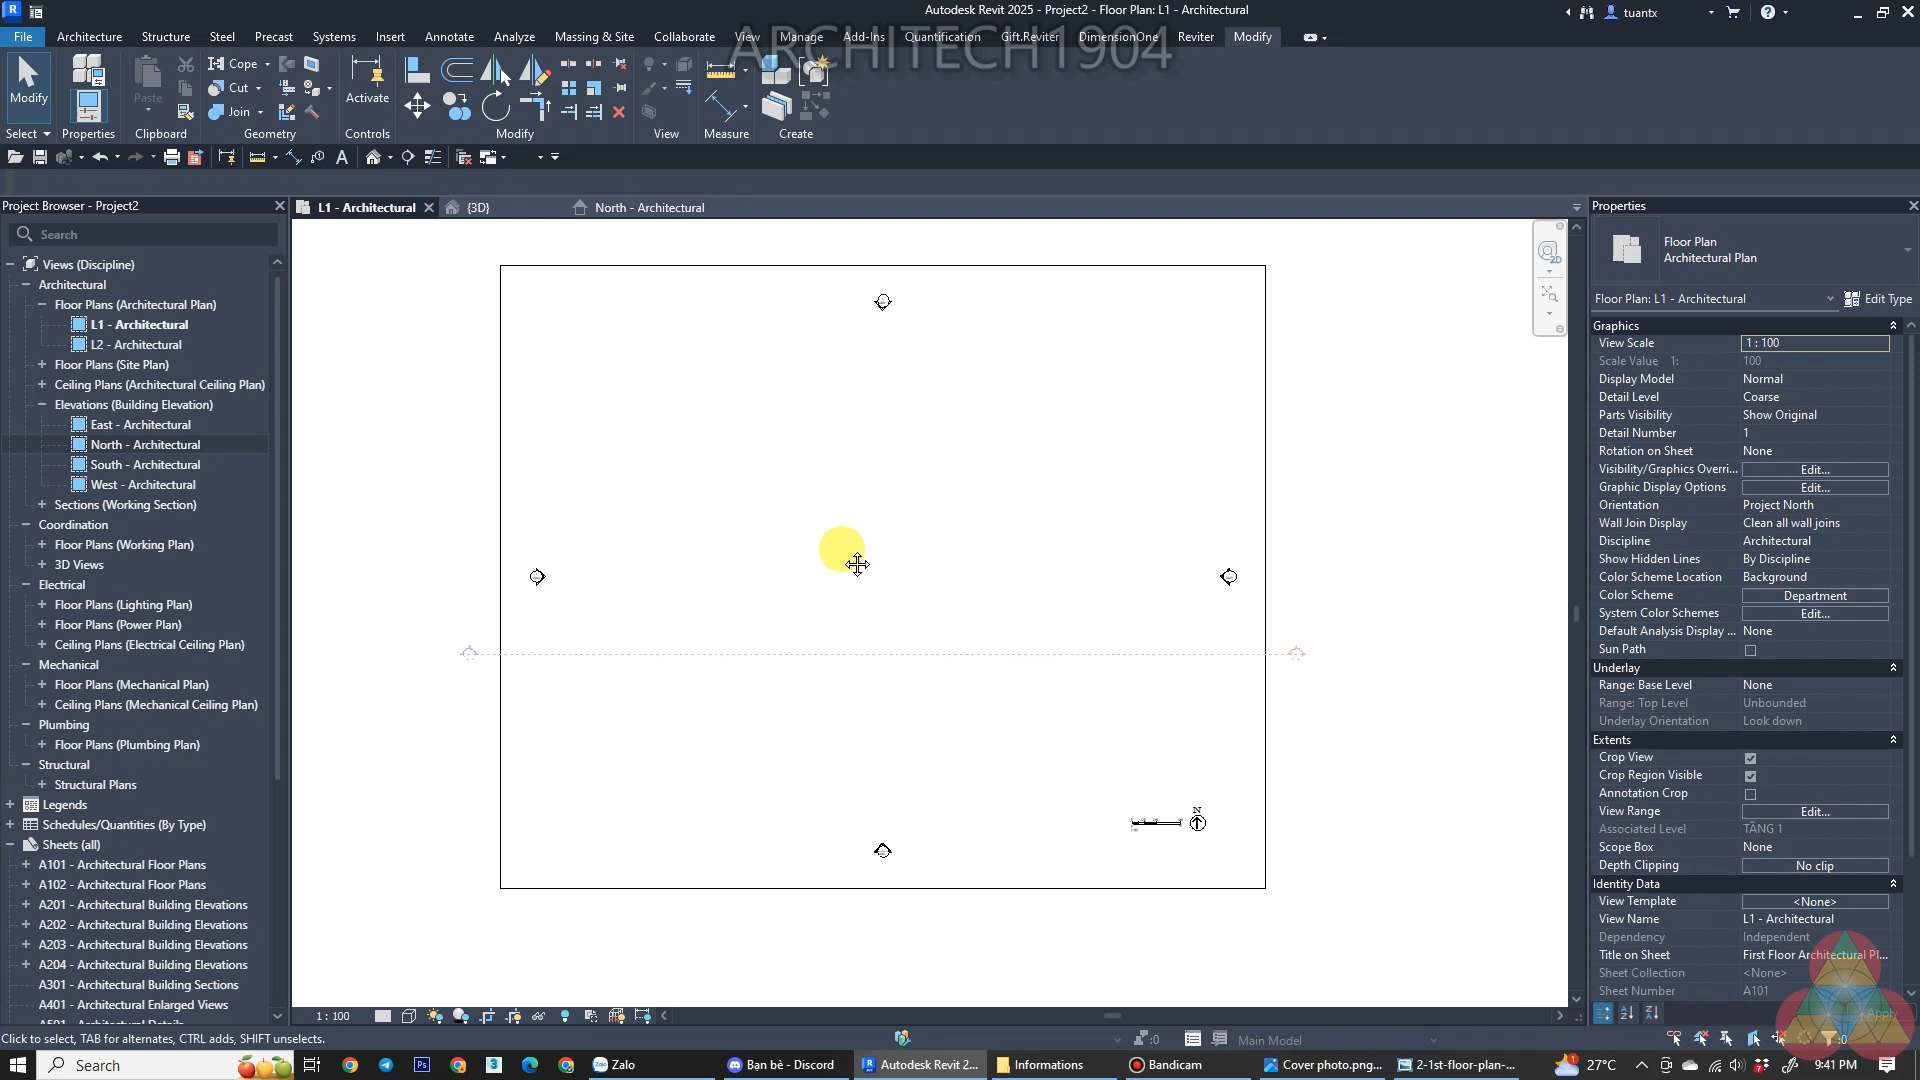 Autodesk Revit 2025 - Project2 - Floor Plan: L1 - Architectural
tuantx
ARCHITECH1904
File Architecture Structure Steel Precast Systems Insert Annotate Analyze Massing & Site Collaborate View Manage Add-Ins Quantification Gift.Reviter DimensionOne Reviter Modify
Modify
Paste
Cope
Cut
Join
Activate
Select Properties Clipboard Geometry Controls Modify View Measure Create
Project Browser - Project2
L1 - Architectural
{3D}
North - Architectural
Properties
Search
Views (Discipline)
Architectural
Floor Plans (Architectural Plan)
L1 - Architectural
L2 - Architectural
Floor Plans (Site Plan)
Ceiling Plans (Architectural Ceiling Plan)
Elevations (Building Elevation)
East - Architectural
North - Architectural
South - Architectural
West - Architectural
Sections (Working Section)
Coordination
Floor Plans (Working Plan)
3D Views
Electrical
Floor Plans (Lighting Plan)
Floor Plans (Power Plan)
Ceiling Plans (Electrical Ceiling Plan)
Mechanical
Floor Plans (Mechanical Plan)
Ceiling Plans (Mechanical Ceiling Plan)
Plumbing
Floor Plans (Plumbing Plan)
Structural
Structural Plans
Legends
Schedules/Quantities (By Type)
Sheets (all)
A101 - Architectural Floor Plans
A102 - Architectural Floor Plans
A201 - Architectural Building Elevations
A202 - Architectural Building Elevations
A203 - Architectural Building Elevations
A204 - Architectural Building Elevations
A301 - Architectural Building Sections
A401 - Architectural Enlarged Views
A501 - Architectural Details
2D
N
Floor Plan
Architectural Plan
Floor Plan: L1 - Architectural
Edit Type
Graphics
View Scale 1 : 100
Scale Value 1: 100
Display Model Normal
Detail Level Coarse
Parts Visibility Show Original
Detail Number 1
Rotation on Sheet None
Visibility/Graphics Overri... Edit...
Graphic Display Options Edit...
Orientation Project North
Wall Join Display Clean all wall joins
Discipline Architectural
Show Hidden Lines By Discipline
Color Scheme Location Background
Color Scheme Department
System Color Schemes Edit...
Default Analysis Display ... None
Sun Path
Underlay
Range: Base Level None
Range: Top Level Unbounded
Underlay Orientation Look down
Extents
Crop View
Crop Region Visible
Annotation Crop
View Range Edit...
Associated Level TẦNG 1
Scope Box None
Depth Clipping No clip
Identity Data
View Template <None>
View Name L1 - Architectural
Dependency Independent
Title on Sheet First Floor Architectural Pl...
Sheet Collection <None>
Sheet Number A101
Apply
1 : 100
Click to select, TAB for alternates, CTRL adds, SHIFT unselects.
:0
Main Model
:0
Search
Zalo
Bạn bè - Discord
Autodesk Revit 2...
Informations
Bandicam
Cover photo.png...
2-1st-floor-plan-...
27°C
9:41 PM